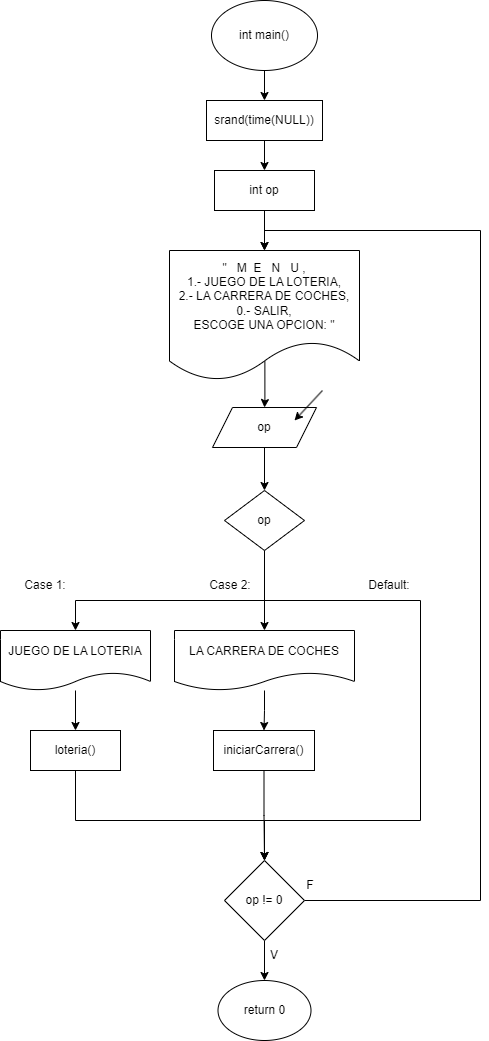 int main()
srand(time(NULL))
int op
" M E N U ,
1.- JUEGO DE LA LOTERIA,
2.- LA CARRERA DE COCHES,
0.- SALIR,
ESCOGE UNA OPCION: "
op
op
Case 1:
Case 2:
Default:
JUEGO DE LA LOTERIA
LA CARRERA DE COCHES
loteria()
iniciarCarrera()
op != 0
F
V
return 0